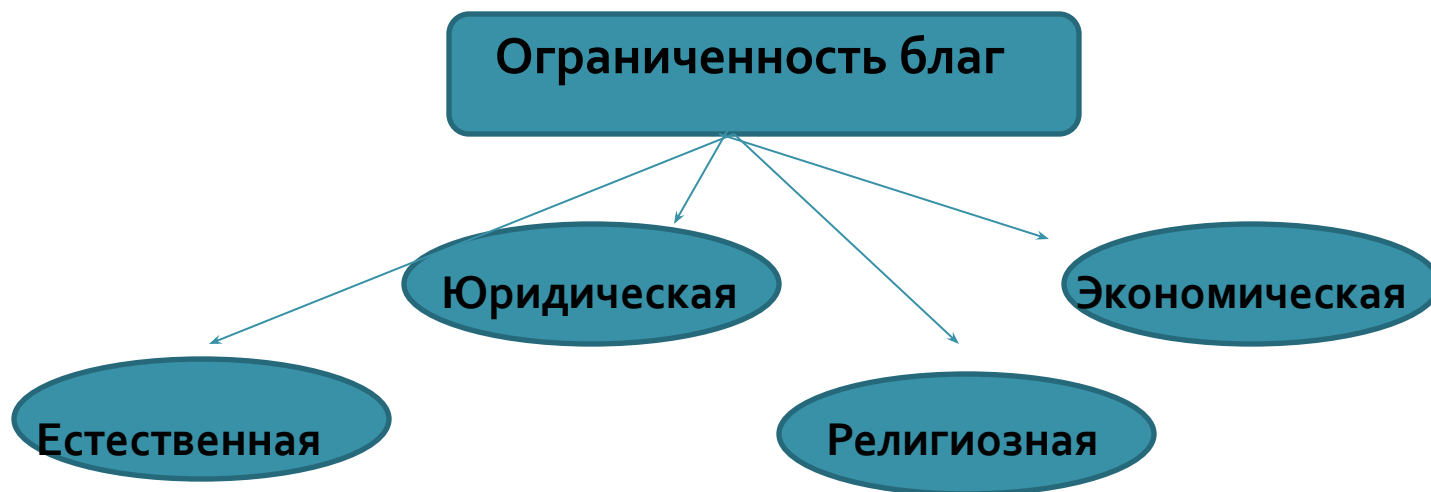 Ограниченность благ
Юридическая
Экономическая
Естественная
Религиозная